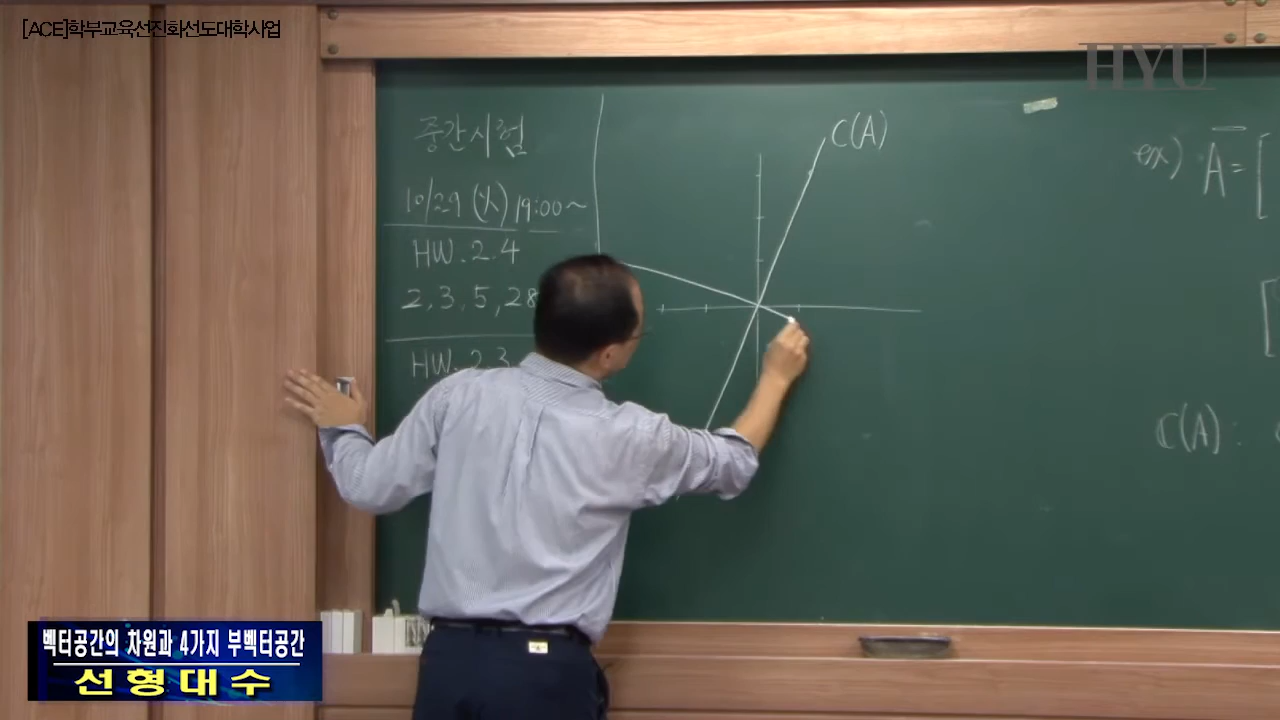 [ACE]학부교육선진화선도대학사업
HYU
중간시험
10/29 (火) 19:00~
HW. 2.4
2, 3, 5, 28
HW. 2.3
C(A)
ex) A = [
C(A) :
벡터공간의 차원과 4가지 부벡터공간
선형대수